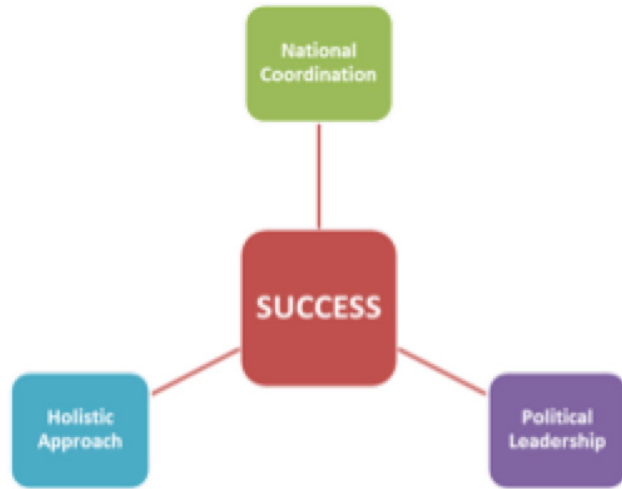 National
Coordination
SUCCESS
Holistic
Approach
Political
Leadership